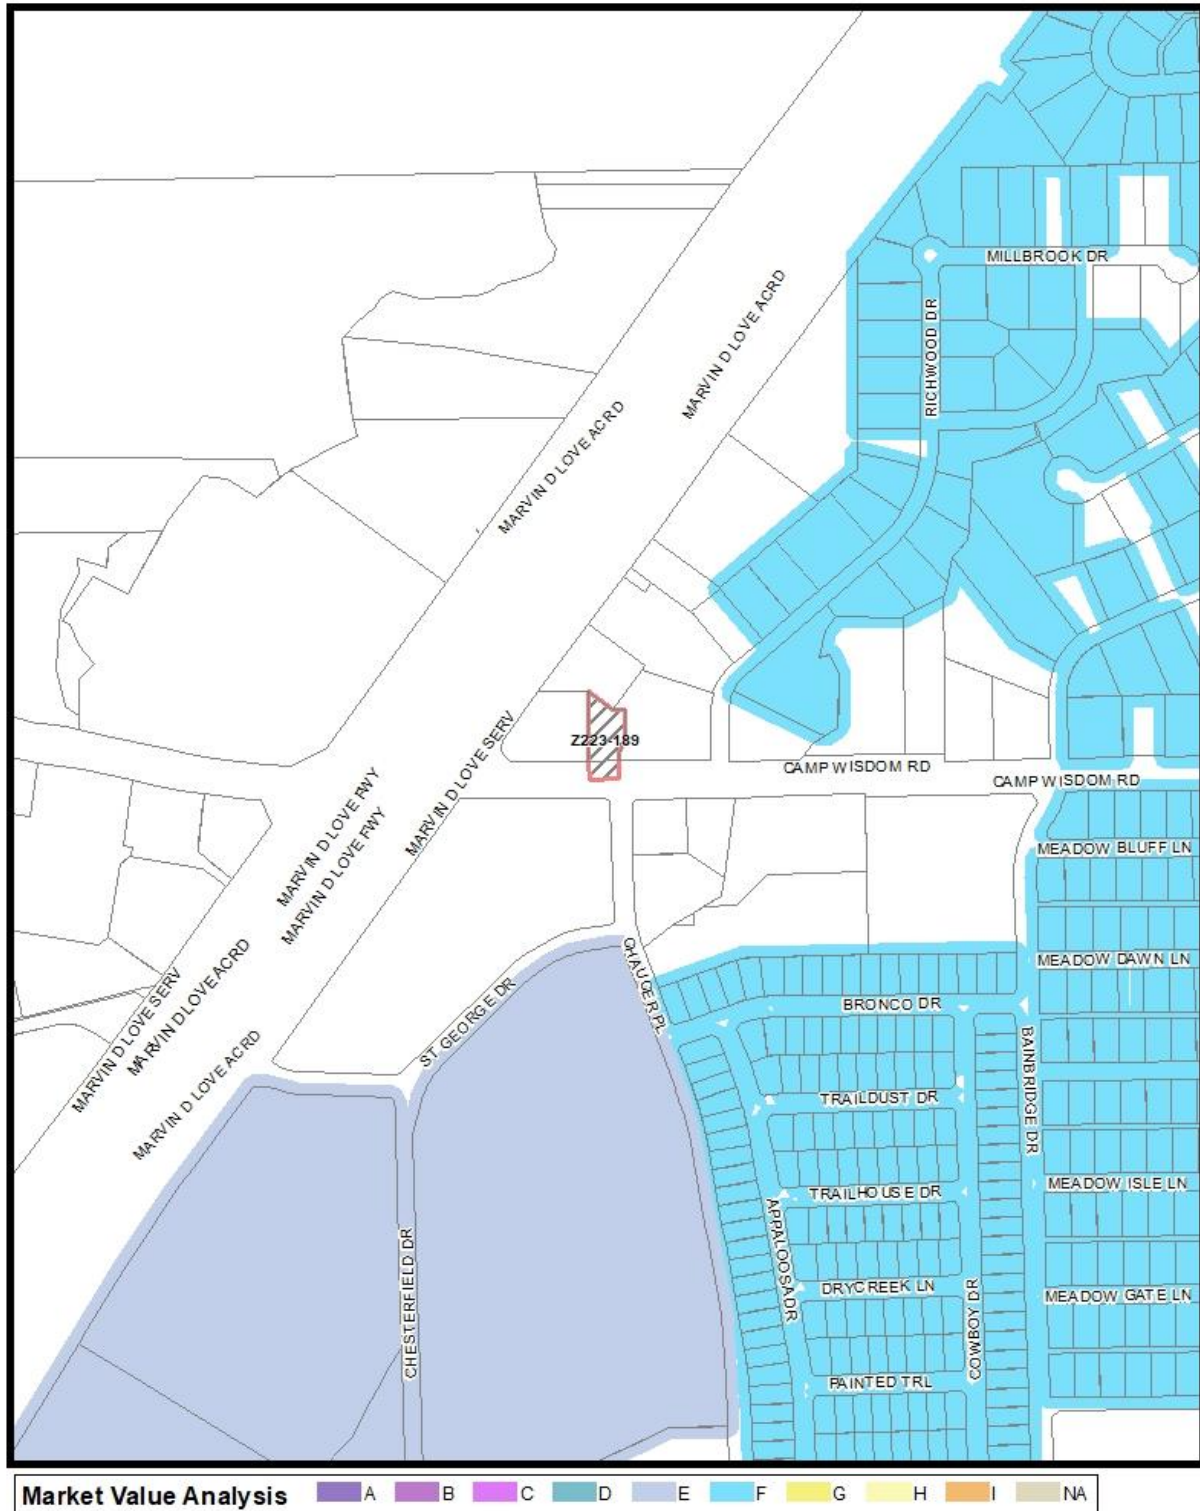 MILLBROOK DR
RICHWOOD DR
MARVIN D LOVE ACRD
MARVIN D LOVE ACRD
Z223-189
MARVIN D LOVE SERV
CAMP WISDOM RD
CAMP WISDOM RD
MARVIN D LOVE FWY
MARVIN D LOVE FWY
MEADOW BLUFF LN
MARVIN D LOVE SERV
MARVIN D LOVE ACRD
MARVIN D LOVE ACRD
CHAUCER PL
MEADOW DAWN LN
ST GEORGE DR
BRONCO DR
BAINBRIDGE DR
TRAILDUST DR
TRAILHOUSE DR
MEADOW ISLE LN
APPALOOSA DR
CHESTERFIELD DR
DRYCREEK LN
COWBOY DR
MEADOW GATE LN
PAINTED TRL
Market Value Analysis A B C D E F G H I NA